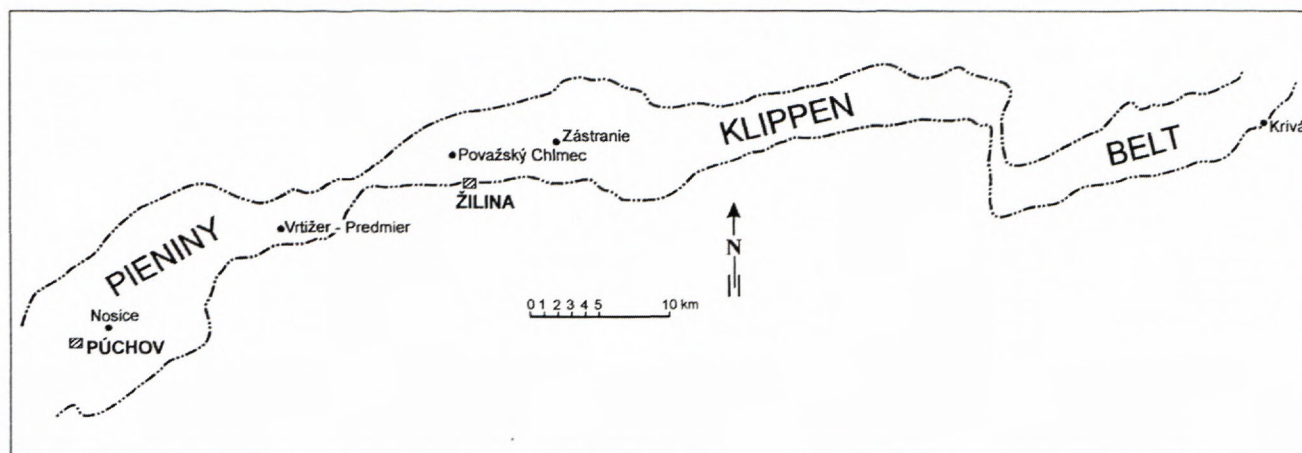 PIENINY KLIPPEN BELT
Zástranie
Považský Chlmec
Krivá
ŽILINA
Vrtižer - Predmier
N
0 1 2 3 4 5 10 km
Nosice
PÚCHOV